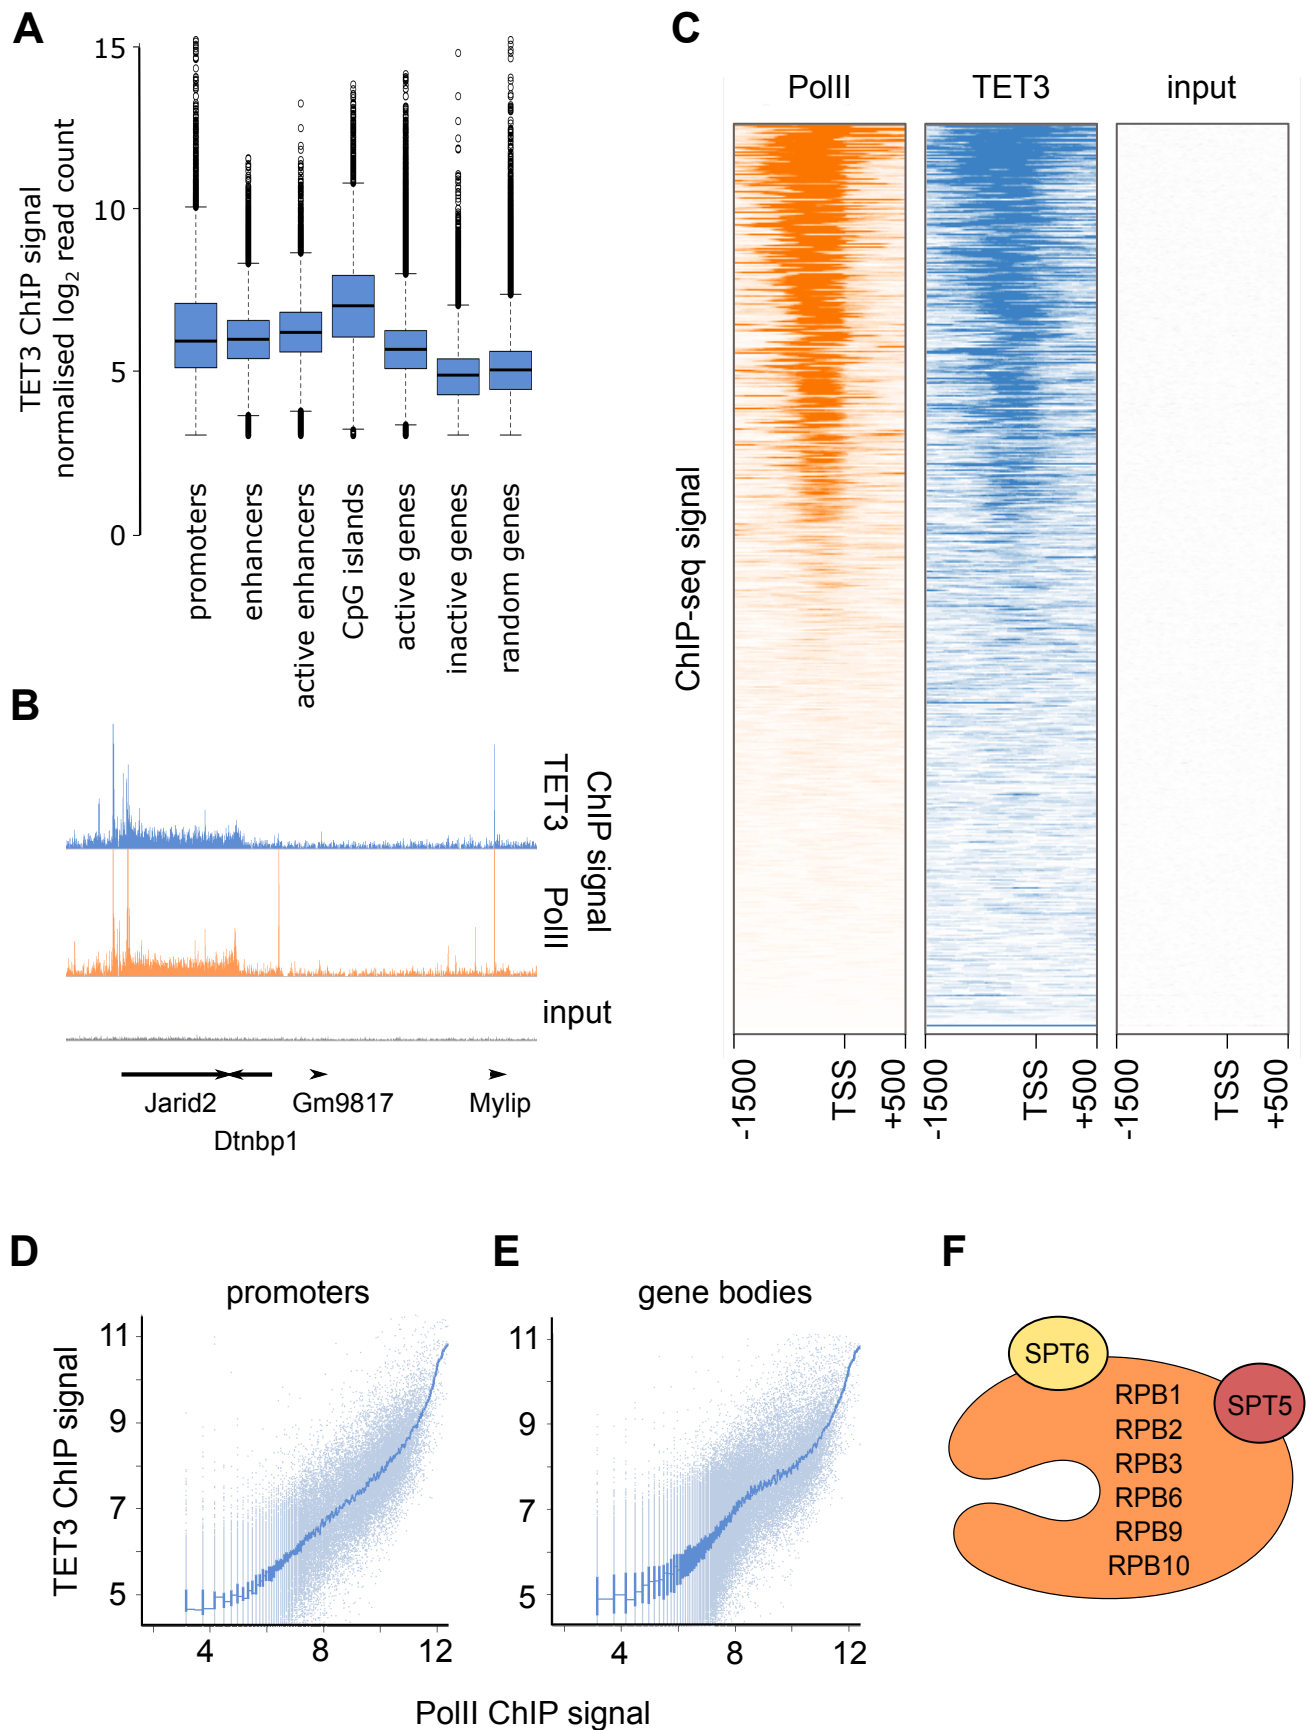 A
15
10
5
0
TET3 ChIP signal
normalised log2 read count
promoters
enhancers
active enhancers
CpG islands
active genes
inactive genes
random genes
B
TET3
PolII
ChIP signal
input
Jarid2
Gm9817
Mylip
Dtnbp1
C
PolII
TET3
input
ChIP-seq signal
-1500
TSS
+500
-1500
TSS
+500
-1500
TSS
+500
D
promoters
TET3 ChIP signal
11
9
7
5
4
8
12
E
gene bodies
11
9
7
5
4
8
12
PolII ChIP signal
F
SPT6
SPT5
RPB1
RPB2
RPB3
RPB6
RPB9
RPB10